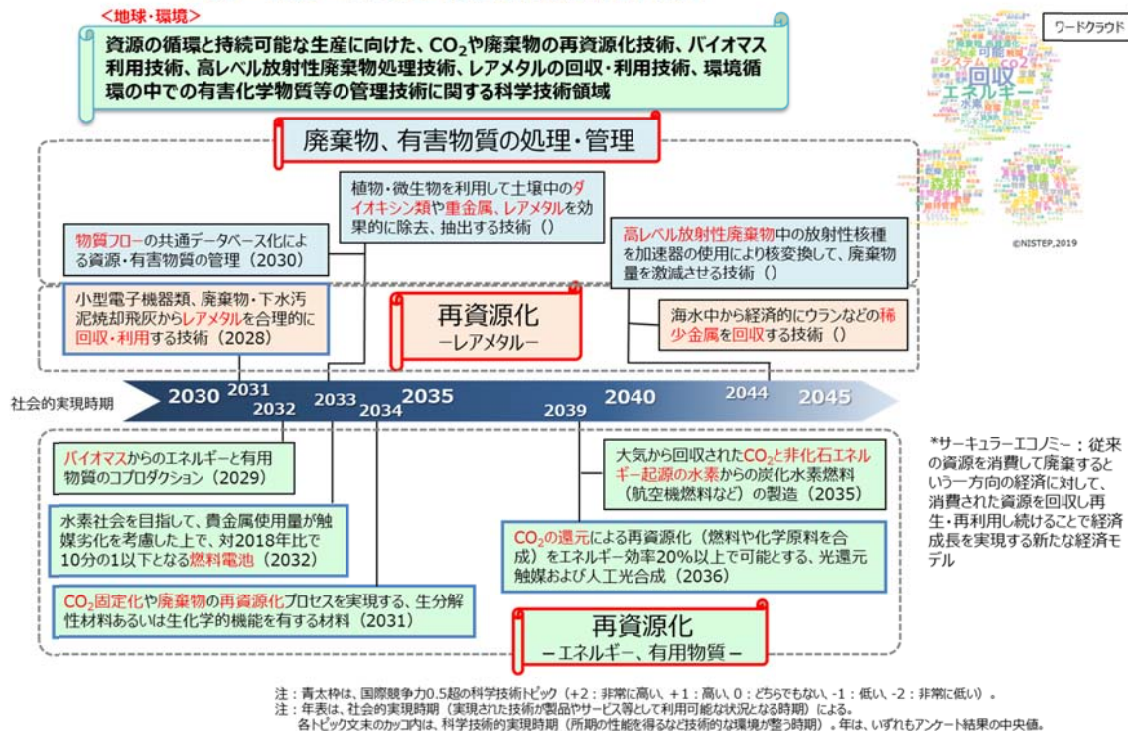 <地球・環境>
資源の循環と持続可能な生産に向けた、CO2や廃棄物の再資源化技術、バイオマス
利用技術、高レベル放射性廃棄物処理技術、レアメタルの回収・利用技術、環境循
環の中での有害化学物質等の管理技術に関する科学技術領域
ワードクラウド
回収
エネルギー
co2
可能
システム
水素
森林
都市
©NISTEP,2019
廃棄物、有害物質の処理・管理
植物・微生物を利用して土壌中のダ
イオキシン類や重金属、レアメタルを効
果的に除去、抽出する技術（）
物質フローの共通データベース化によ
る資源・有害物質の管理（2030）
高レベル放射性廃棄物中の放射性核種
を加速器の使用により核変換して、廃棄物
量を激減させる技術（）
小型電子機器類、廃棄物・下水汚
泥焼却飛灰からレアメタルを合理的に
回収・利用する技術（2028）
再資源化
－レアメタル－
海水中から経済的にウランなどの稀
少金属を回収する技術（）
社会的実現時期
2030 2031 2032 2033 2034 2035 2039 2040 2044 2045
バイオマスからのエネルギーと有用
物質のコプロダクション（2029）
水素社会を目指して、貴金属使用量が触
媒劣化を考慮した上で、対2018年比で
10分の1以下となる燃料電池（2032）
CO2固定化や廃棄物の再資源化プロセスを実現する、生分解
性材料あるいは生化学的機能を有する材料（2031）
大気から回収されたCO2と非化石エネル
ギー起源の水素からの炭化水素燃料
（航空機燃料など）の製造（2035）
CO2の還元による再資源化（燃料や化学原料を合
成）をエネルギー効率20%以上で可能とする、光還元
触媒および人工光合成（2036）
再資源化
－エネルギー、有用物質－
*サーキュラーエコノミー：従来
の資源を消費して廃棄すると
いう一方向の経済に対して、
消費された資源を回収し再
生・再利用し続けることで経済
成長を実現する新たな経済モ
デル
注：青太枠は、国際競争力0.5超の科学技術トピック（+2：非常に高い、+1：高い、0：どちらでもない、-1：低い、-2：非常に低い）。
注：年表は、社会的実現時期（実現された技術が製品やサービス等として利用可能な状況となる時期）による。
各トピック文末のカッコ内は、科学技術的実現時期（所期の性能を得るなど技術的な環境が整う時期）。年は、いずれもアンケート結果の中央値。